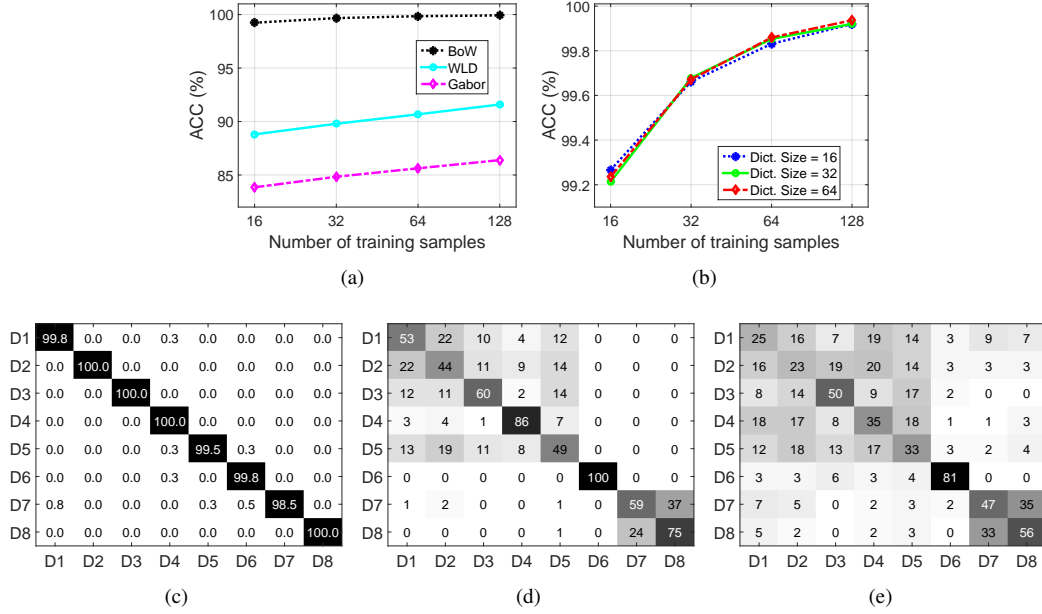 100
95
90
85
ACC (%)
16 32 64 128
Number of training samples
BoW
WLD
Gabor
(a)
100
99.8
99.6
99.4
99.2
ACC (%)
16 32 64 128
Number of training samples
Dict. Size = 16
Dict. Size = 32
Dict. Size = 64
(b)
D1 99.8 0.0 0.0 0.3 0.0 0.0 0.0 0.0
D2 0.0 100.0 0.0 0.0 0.0 0.0 0.0 0.0
D3 0.0 0.0 100.0 0.0 0.0 0.0 0.0 0.0
D4 0.0 0.0 0.0 100.0 0.0 0.0 0.0 0.0
D5 0.0 0.0 0.0 0.3 99.5 0.3 0.0 0.0
D6 0.0 0.0 0.0 0.3 0.0 99.8 0.0 0.0
D7 0.8 0.0 0.0 0.0 0.3 0.5 98.5 0.0
D8 0.0 0.0 0.0 0.0 0.0 0.0 0.0 100.0
D1 D2 D3 D4 D5 D6 D7 D8
(c)
D1 53 22 10 4 12 0 0 0
D2 22 44 11 9 14 0 0 0
D3 12 11 60 2 14 0 0 0
D4 3 4 1 86 7 0 0 0
D5 13 19 11 8 49 0 0 0
D6 0 0 0 0 0 100 0 0
D7 1 2 0 0 1 0 59 37
D8 0 0 0 0 1 0 24 75
D1 D2 D3 D4 D5 D6 D7 D8
(d)
D1 25 16 7 19 14 3 9 7
D2 16 23 19 20 14 3 3 3
D3 8 14 50 9 17 2 0 0
D4 18 17 8 35 18 1 1 3
D5 12 18 13 17 33 3 2 4
D6 3 3 6 3 4 81 0 0
D7 7 5 0 2 3 2 47 35
D8 5 2 0 2 3 0 33 56
D1 D2 D3 D4 D5 D6 D7 D8
(e)